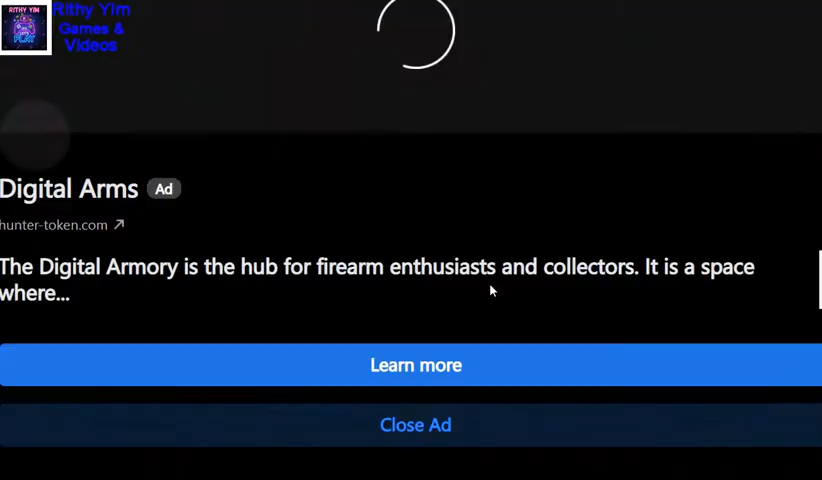 RITHY YIM
PLAY
Rithy Yim
Games &
Videos
Digital Arms Ad
hunter-token.com
The Digital Armory is the hub for firearm enthusiasts and collectors. It is a space
where...
Learn more
Close Ad